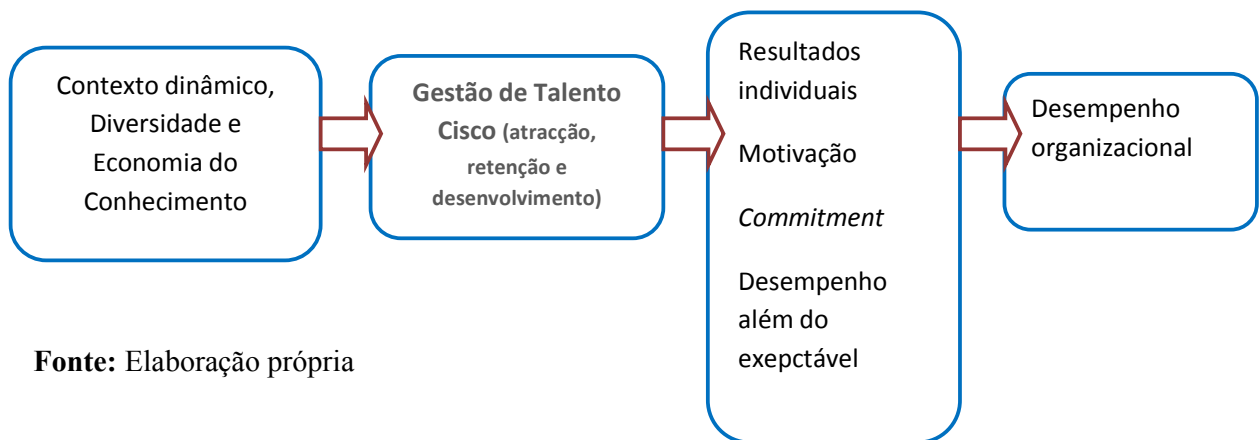 Contexto dinâmico,
Diversidade e
Economia do
Conhecimento
Gestão de Talento
Cisco (atracção,
retenção e
desenvolvimento)
Resultados
individuais
Motivação
Commitment
Desempenho
além do
exepctável
Desempenho
organizacional
Fonte: Elaboração própria